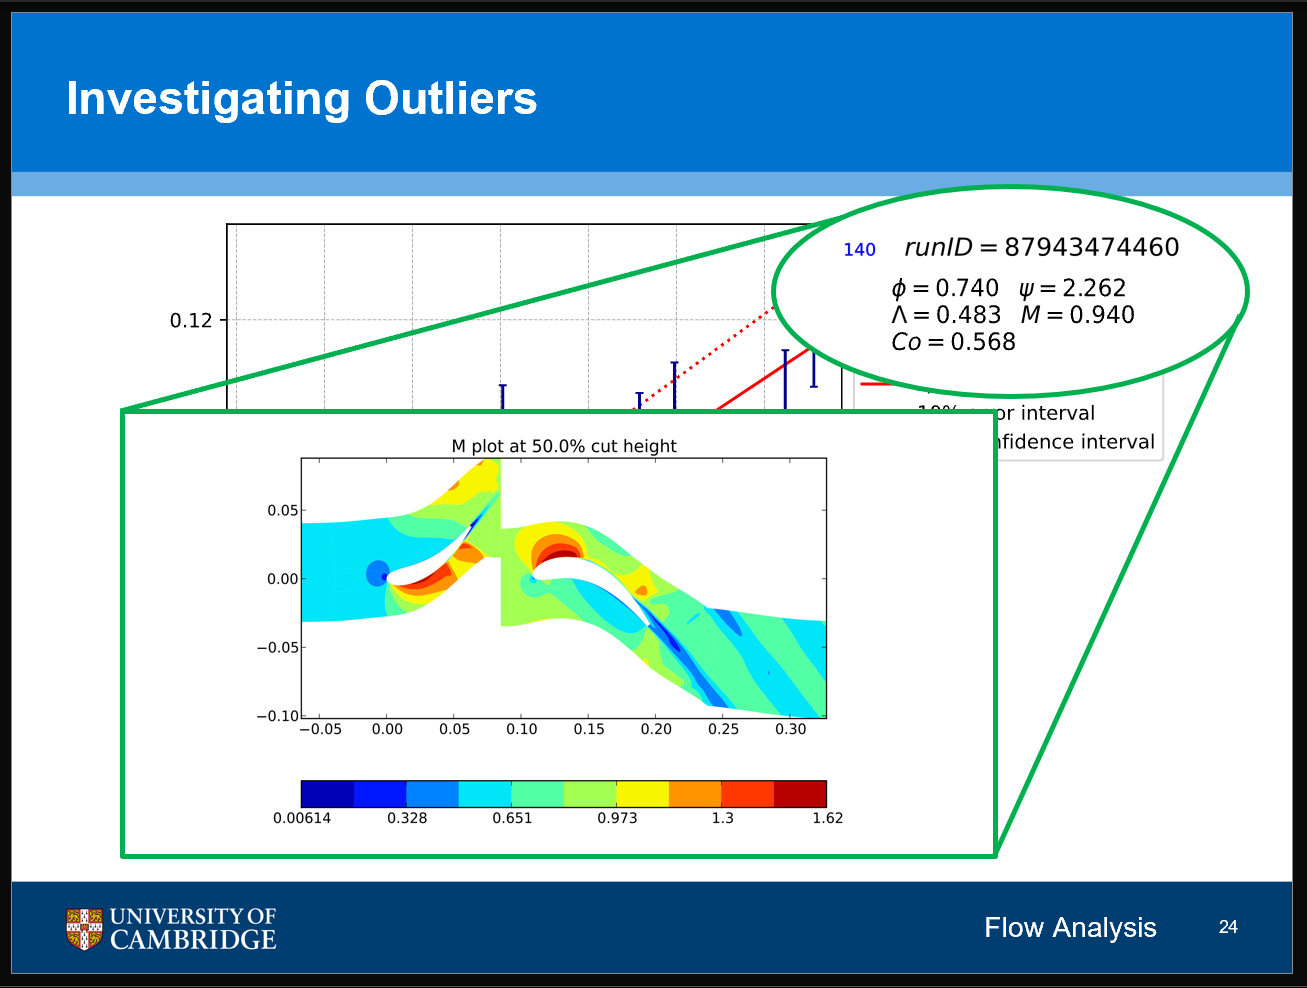 Investigating Outliers
140 runID = 87943474460
ϕ = 0.740 ψ = 2.262
Λ = 0.483 M = 0.940
Co = 0.568
0.12
or interval
nfidence interval
M plot at 50.0% cut height
0.05
0.00
−0.05
−0.10
−0.05 0.00 0.05 0.10 0.15 0.20 0.25 0.30
0.00614 0.328 0.651 0.973 1.3 1.62
UNIVERSITY OF
CAMBRIDGE
Flow Analysis 24